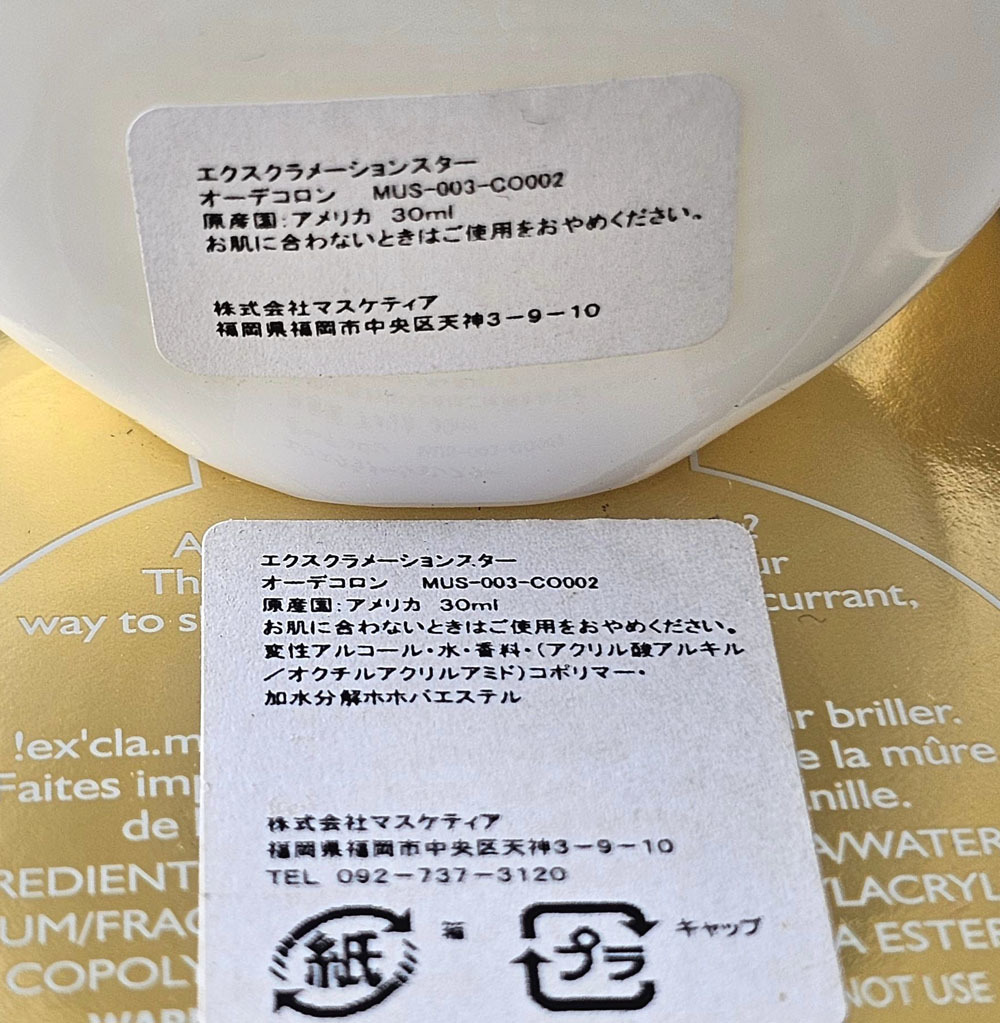 エクスクラメーションスター
オーデコロン MUS-003-CO002
原産園:アメリカ 30ml
お肌に合わないときはご使用をおやめください。
株式会社マスケティア
福岡県福岡市中央区天神3-9-10
エクスクラメーションスター
オーデコロン MUS-003-CO002
原産園:アメリカ 30ml
お肌に合わないときはご使用をおやめください。
変性アルコール・水・香料・(アクリル酸アルキル
/オクチルアクリルアミド)コポリマー・
加水分解ホホバエステル
株式会社マスケティア
福岡県福岡市中央区天神3-9-10
TEL 092-737-3120
紙 箱 プラ キャップ
?
way to
currant,
!ex'cla.m
r briller.
Faites imp
e la mûre
de l
nille.
REDIENT
A/WATER
UM/FRAG
LACRYL
COPOLY
A ESTER
NOT USE